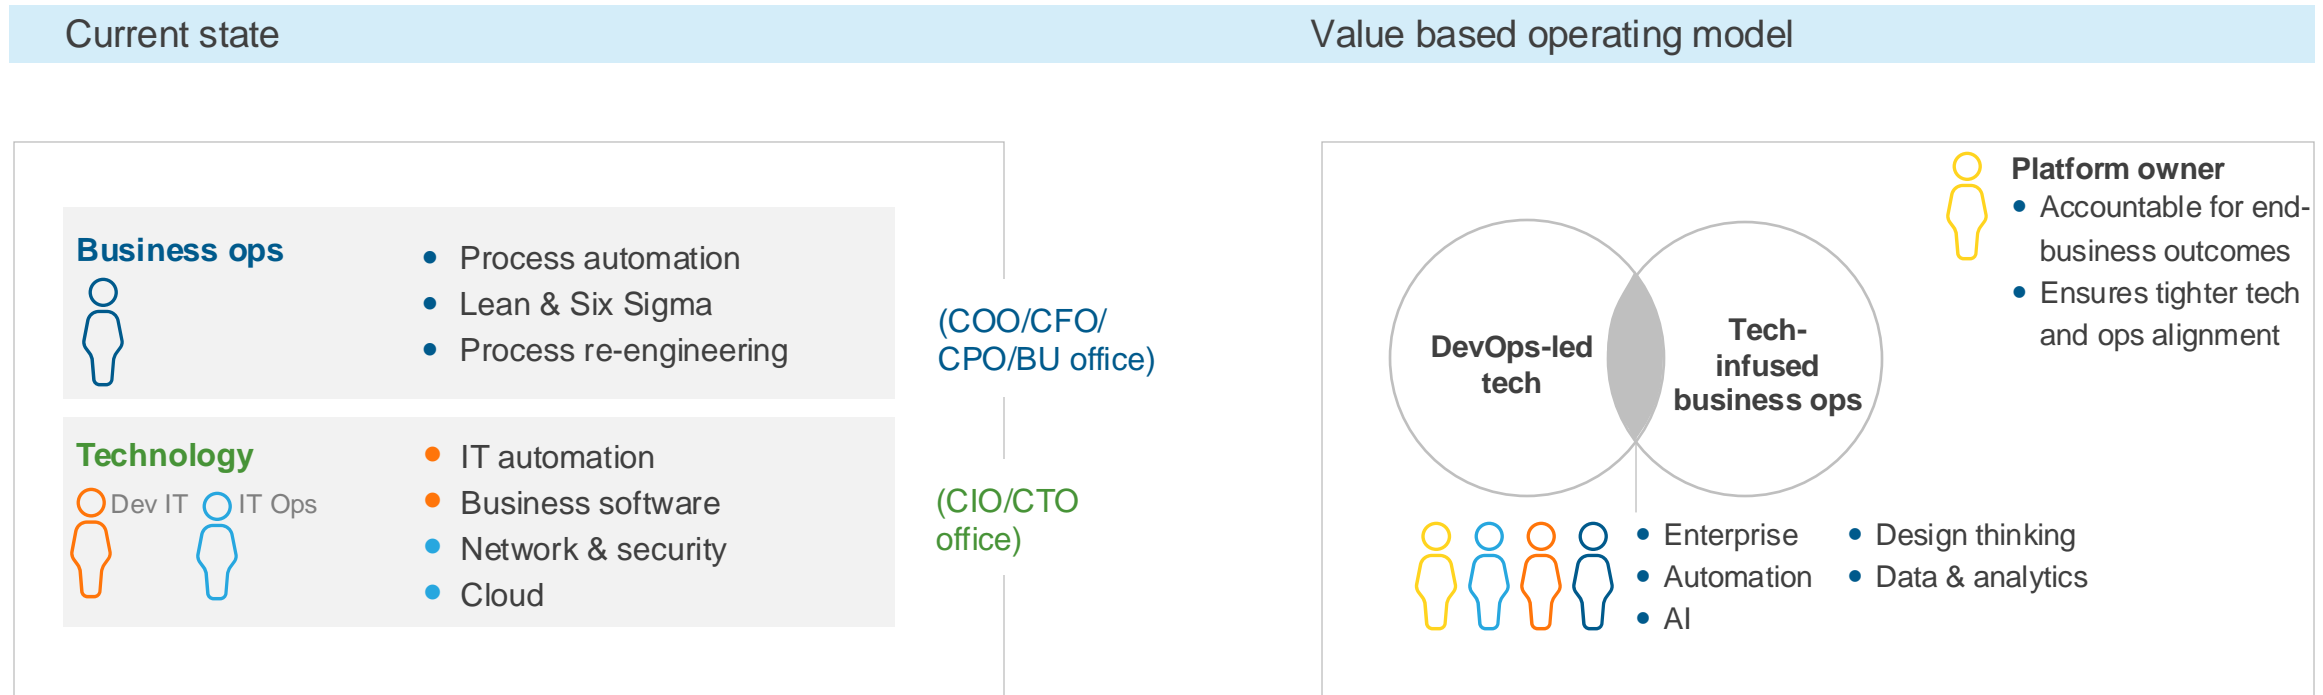 Current state
Value based operating model
Business ops
• Process automation
• Lean & Six Sigma
• Process re-engineering
(COO/CFO/
CPO/BU office)
Technology
Dev IT
IT Ops
• IT automation
• Business software
• Network & security
• Cloud
(CIO/CTO
office)
Platform owner
• Accountable for end-
business outcomes
• Ensures tighter tech
and ops alignment
DevOps-led
tech
Tech-
infused
business ops
• Enterprise
• Automation
• AI
• Design thinking
• Data & analytics